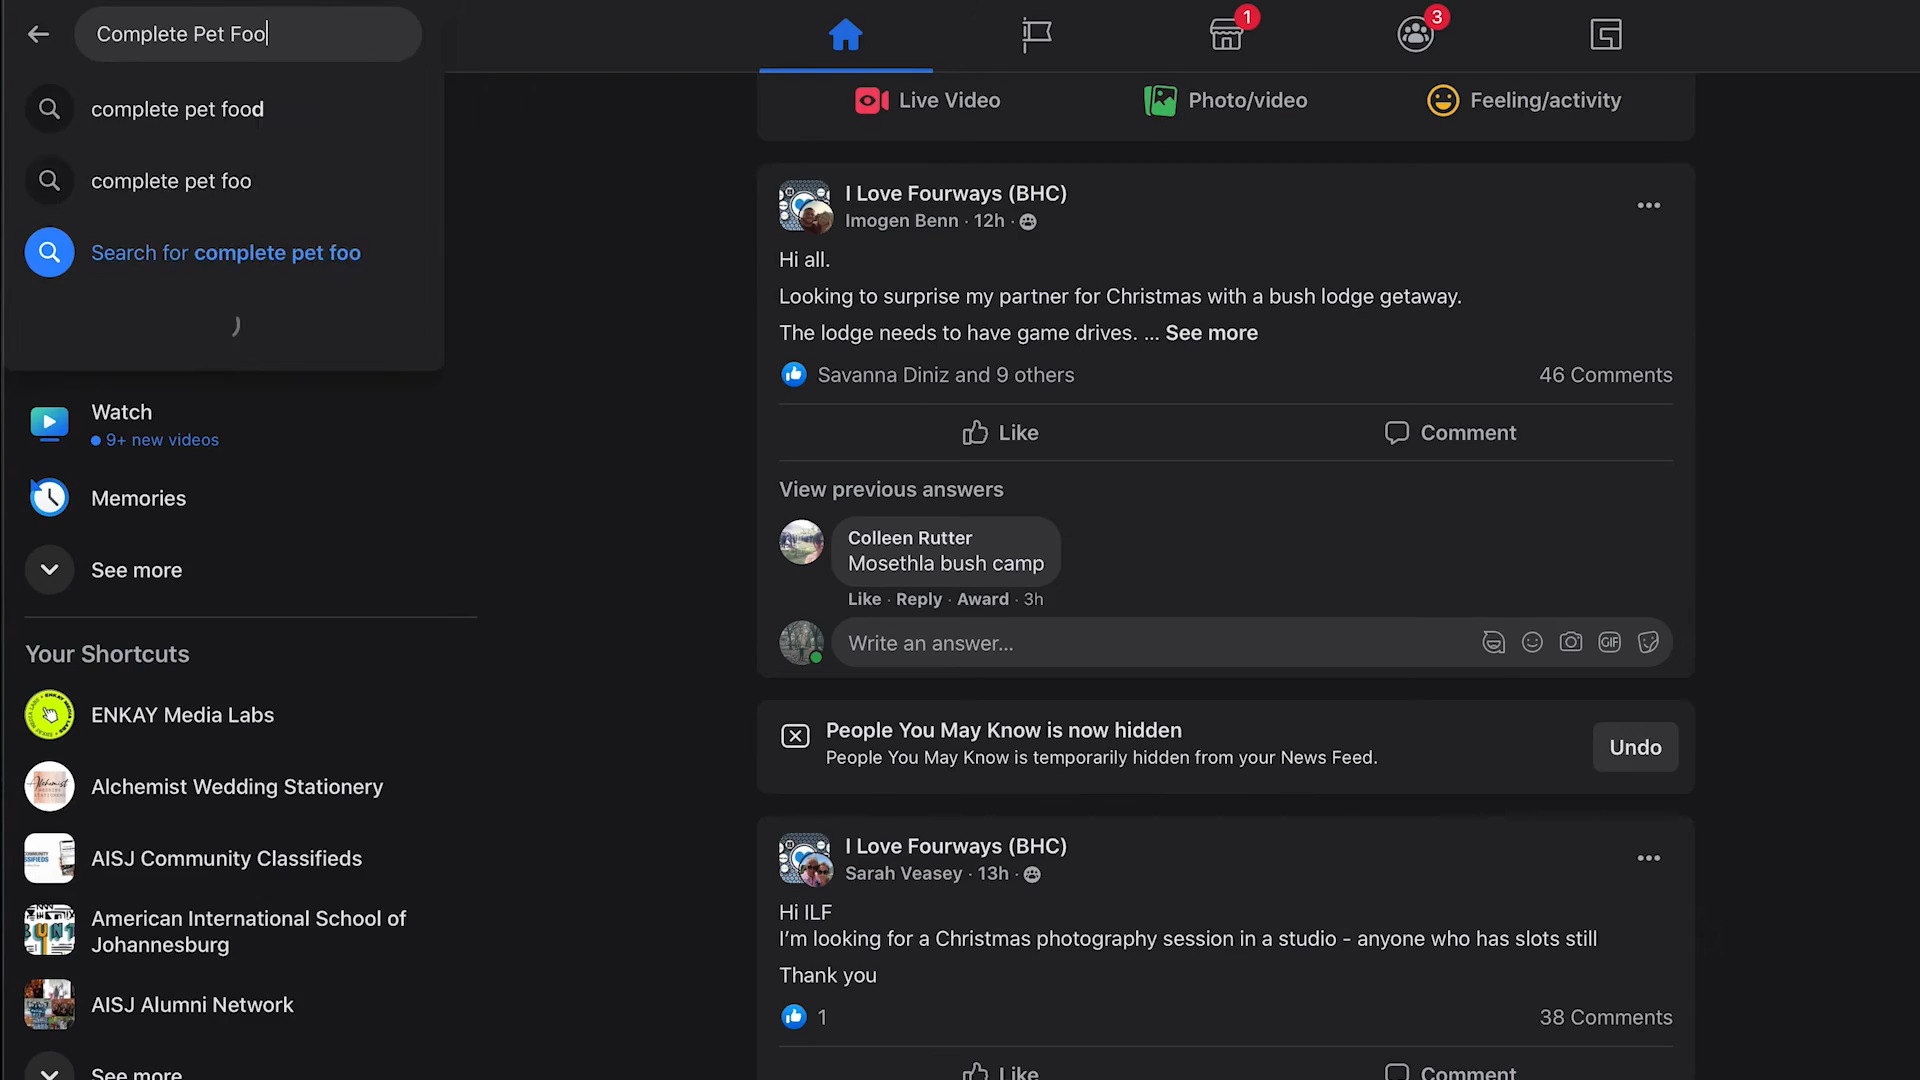 Complete Pet Foo
1
3
complete pet food
complete pet foo
Search for complete pet foo
Watch
9+ new videos
Memories
See more
Your Shortcuts
ENKAY Media Labs
Alchemist Wedding Stationery
AISJ Community Classifieds
American International School of
Johannesburg
AISJ Alumni Network
See more
Live Video
Photo/video
Feeling/activity
I Love Fourways (BHC)
Imogen Benn · 12h ·
Hi all.
Looking to surprise my partner for Christmas with a bush lodge getaway.
The lodge needs to have game drives. ... See more
Savanna Diniz and 9 others
46 Comments
Like
Comment
View previous answers
Colleen Rutter
Mosethla bush camp
Like · Reply · Award · 3h
Write an answer...
GIF
People You May Know is now hidden
People You May Know is temporarily hidden from your News Feed.
Undo
I Love Fourways (BHC)
Sarah Veasey · 13h ·
Hi ILF
I'm looking for a Christmas photography session in a studio - anyone who has slots still
Thank you
1
38 Comments
Like
Comment